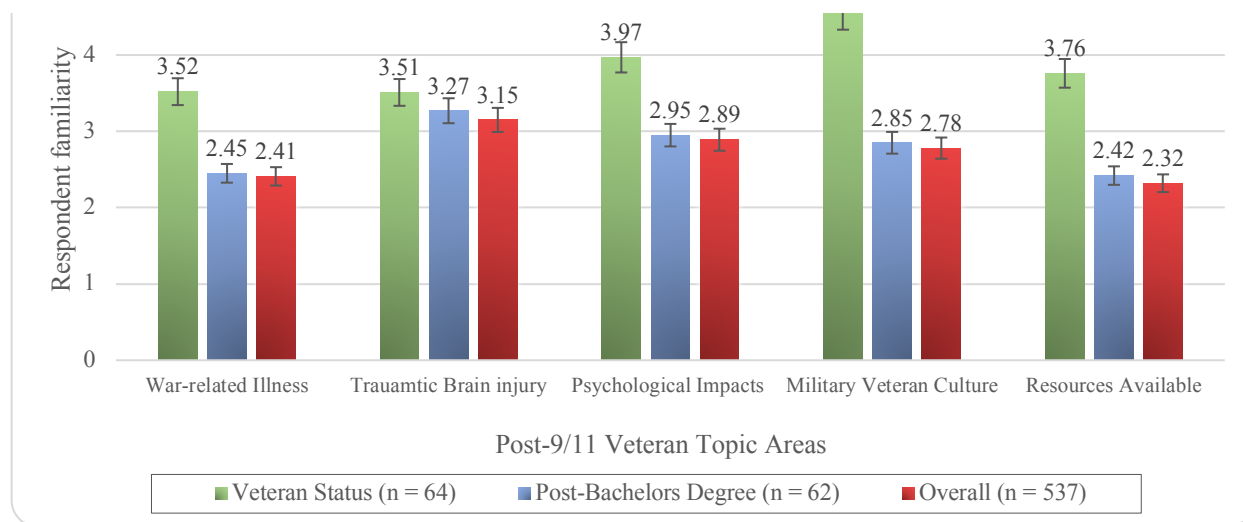 4
3.97
3.76
3.52
3.51
3.27
3.15
3
2.95
2.89
2.85
2.78
2.45
2.41
2.42
2.32
2
1
0
Respondent familiarity
War-related Illness
Trauamtic Brain injury
Psychological Impacts
Military Veteran Culture
Resources Available
Post-9/11 Veteran Topic Areas
Veteran Status (n = 64)
Post-Bachelors Degree (n = 62)
Overall (n = 537)